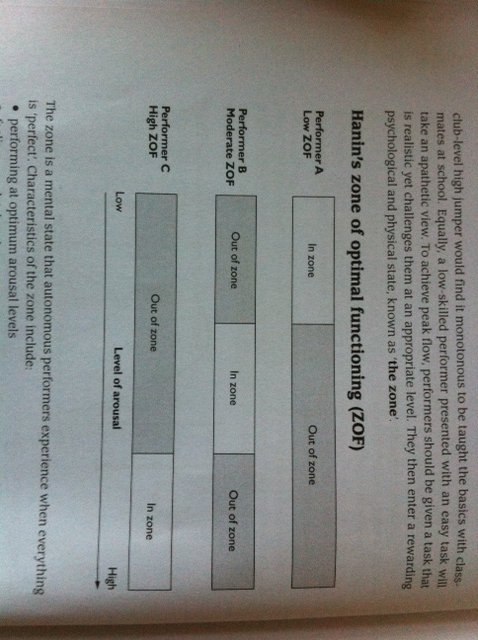 club-level high jumper would find it monotonous to be taught the basics with class-
mates at school. Equally, a low-skilled performer presented with an easy task will
take an apathetic view. To achieve peak flow, performers should be given a task that
is realistic yet challenges them at an appropriate level. They then enter a rewarding
psychological and physical state, known as 'the zone'.
Hanin's zone of optimal functioning (ZOF)
Performer A
Low ZOF
In zone
Out of zone
Performer B
Moderate ZOF
Out of zone
In zone
Out of zone
Performer C
High ZOF
Out of zone
In zone
Low
Level of arousal
High
The zone is a mental state that autonomous performers experience when everything
is 'perfect'. Characteristics of the zone include:
• performing at optimum arousal levels